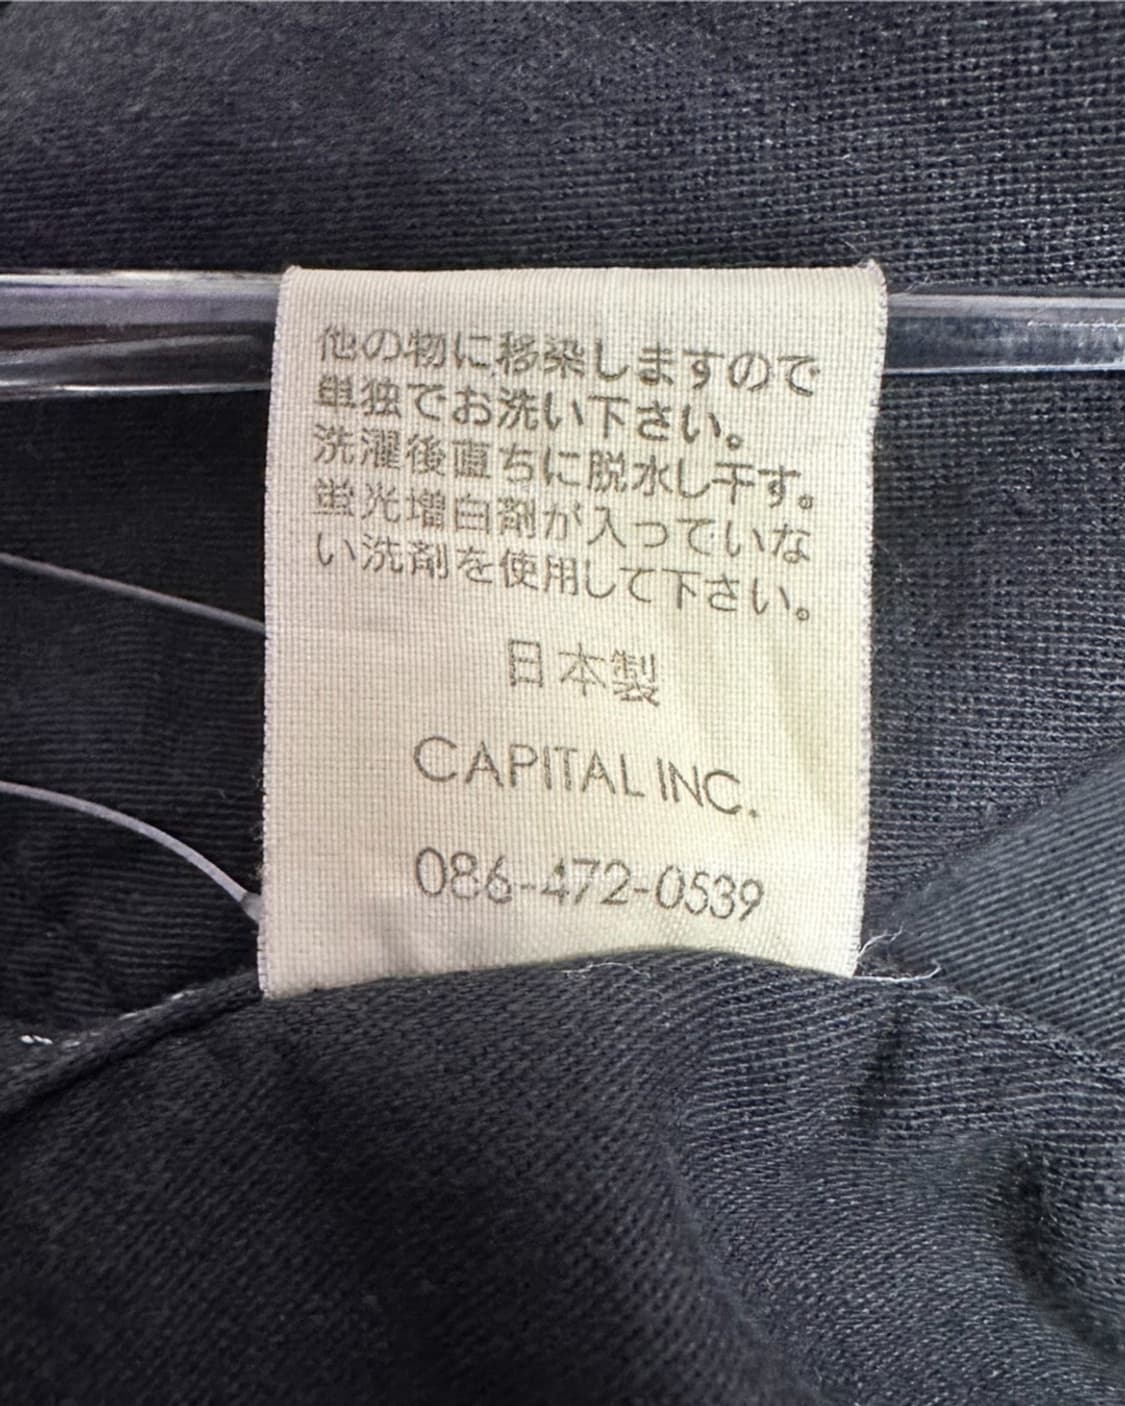 他の物に移染しますので
単独でお洗い下さい。
洗濯後直ちに脱水し干す。
蛍光増白剤が入っていな
い洗剤を使用して下さい。
日本製
CAPITAL INC.
086-472-0539